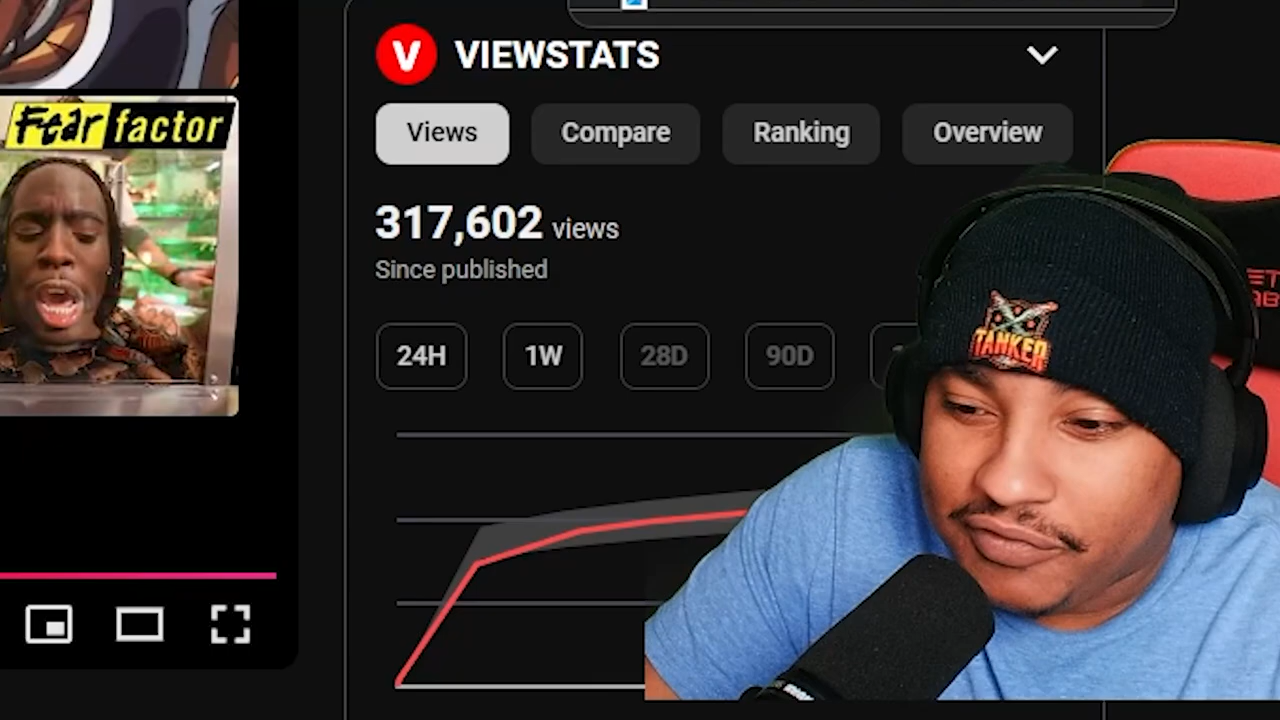 V VIEWSTATS
Fear factor
Views Compare Ranking Overview
317,602 views
Since published
24H 1W 28D 90D
TANKER